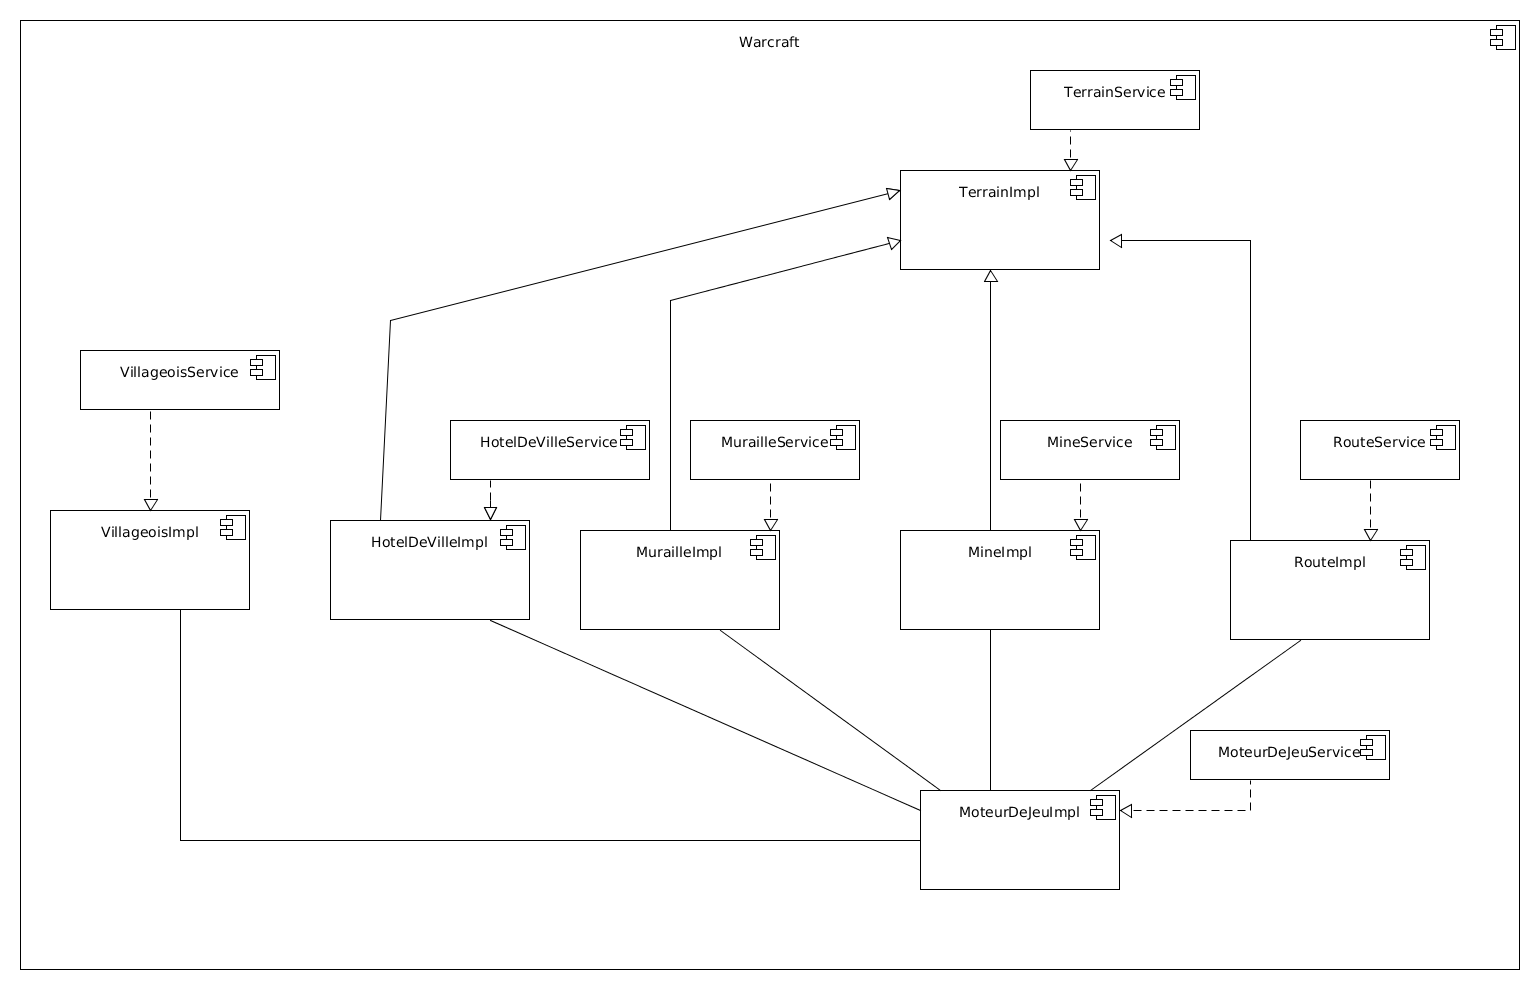 Warcraft
TerrainService
TerrainImpl
VillageoisService
HotelDeVilleService
MurailleService
MineService
RouteService
VillageoisImpl
HotelDeVilleImpl
MurailleImpl
MineImpl
RouteImpl
MoteurDeJeuService
MoteurDeJeuImpl